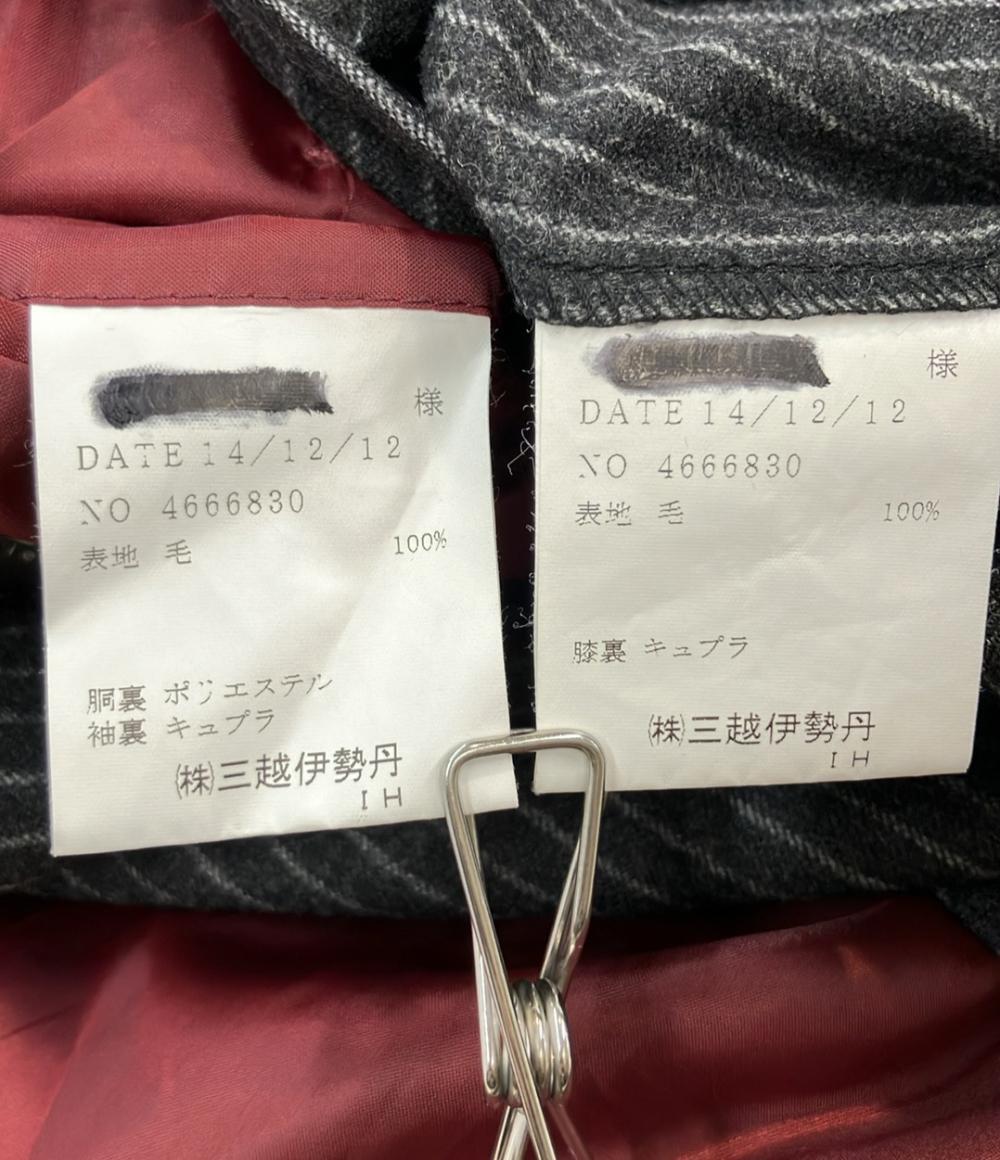 様
DATE 14/12/12
NO 4666830
表地 毛 100%
胴裏 ポリエステル
袖裏 キュプラ
㈱三越伊勢丹
IH
様
DATE 14/12/12
NO 4666830
表地 毛 100%
膝裏 キュプラ
㈱三越伊勢丹
IH